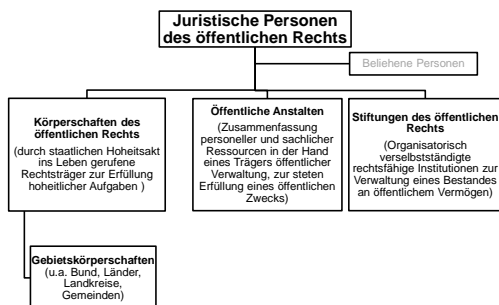 Juristische Personen
des öffentlichen Rechts
Beliehene Personen
Körperschaften des
öffentlichen Rechts
(durch staatlichen Hoheitsakt
ins Leben gerufene
Rechtsträger zur Erfüllung
hoheitlicher Aufgaben )
Öffentliche Anstalten
(Zusammenfassung
personeller und sachlicher
Ressourcen in der Hand
eines Trägers öffentlicher
Verwaltung, zur steten
Erfüllung eines öffentlichen
Zwecks)
Stiftungen des öffentlichen
Rechts
(Organisatorisch
verselbstständigte
rechtsfähige Institutionen zur
Verwaltung eines Bestandes
an öffentlichem Vermögen)
Gebietskörperschaften
(u.a. Bund, Länder,
Landkreise,
Gemeinden)